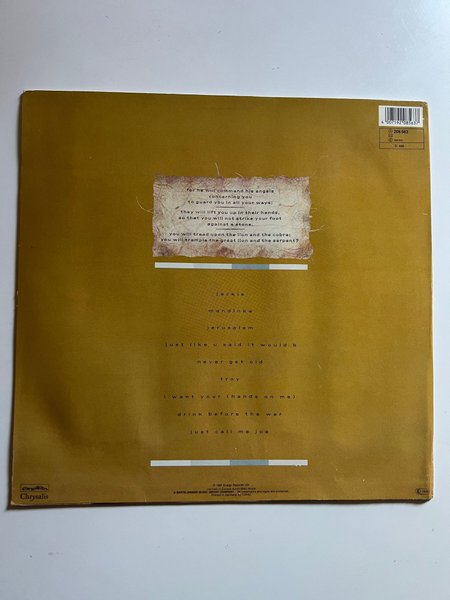 208 563
for he will command his angels
concerning you
to guard you in all your ways;
they will lift you up in their hands,
so that you will not strike your foot
against a stone.
you will tread upon the lion and the cobra;
you will trample the great lion and the serpent?
jackie
mandinka
jerusalem
just like u said it would b
never get old
troy
i want your (hands on me)
drink before the war
just call me joe
Chrysalis